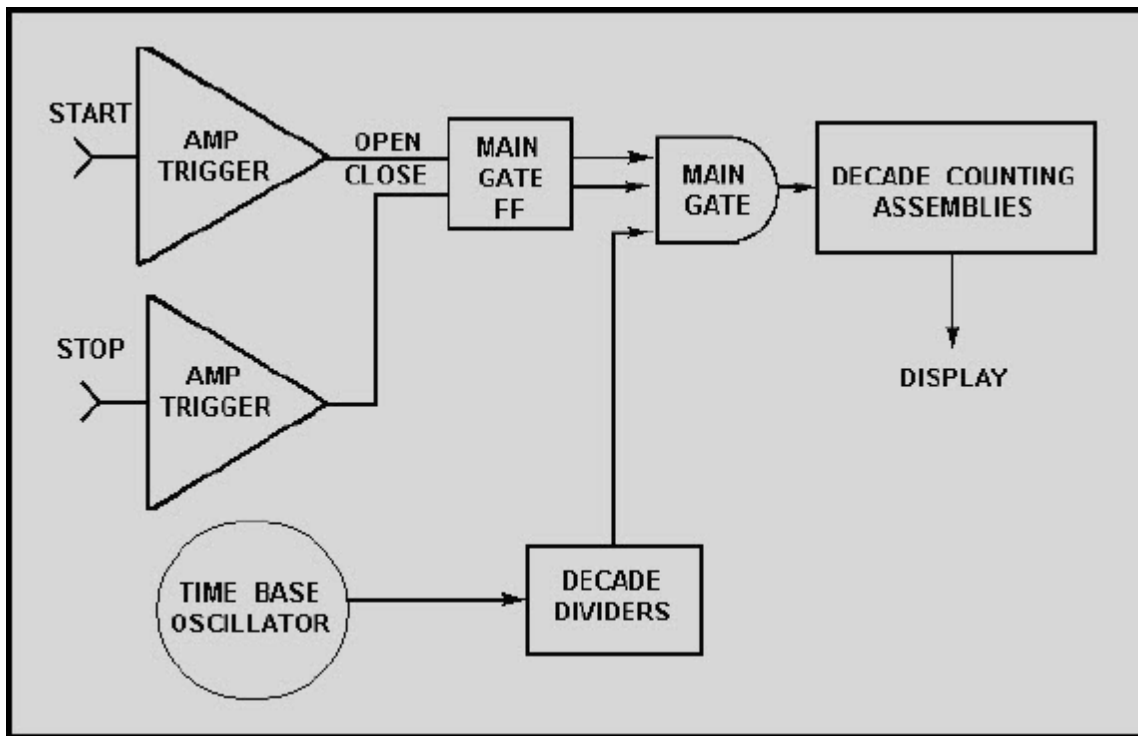 START
AMP
TRIGGER
OPEN
CLOSE
MAIN
GATE
FF
MAIN
GATE
DECADE COUNTING
ASSEMBLIES
STOP
AMP
TRIGGER
DISPLAY
TIME BASE
OSCILLATOR
DECADE
DIVIDERS